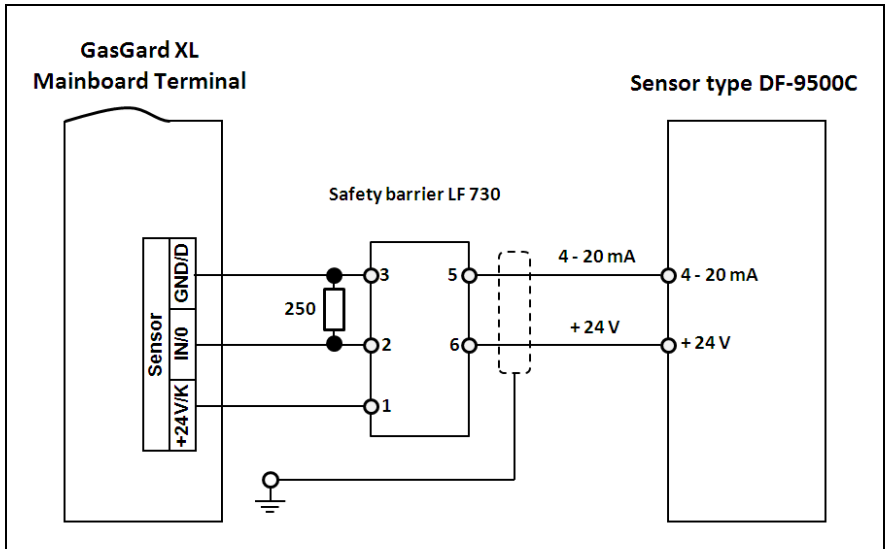 GasGard XL
Mainboard Terminal
Sensor type DF-9500C
Safety barrier LF 730
Sensor
GND/D
IN/0
+24V/K
250
3
2
1
5
6
4 - 20 mA
+ 24 V
4 - 20 mA
+ 24 V